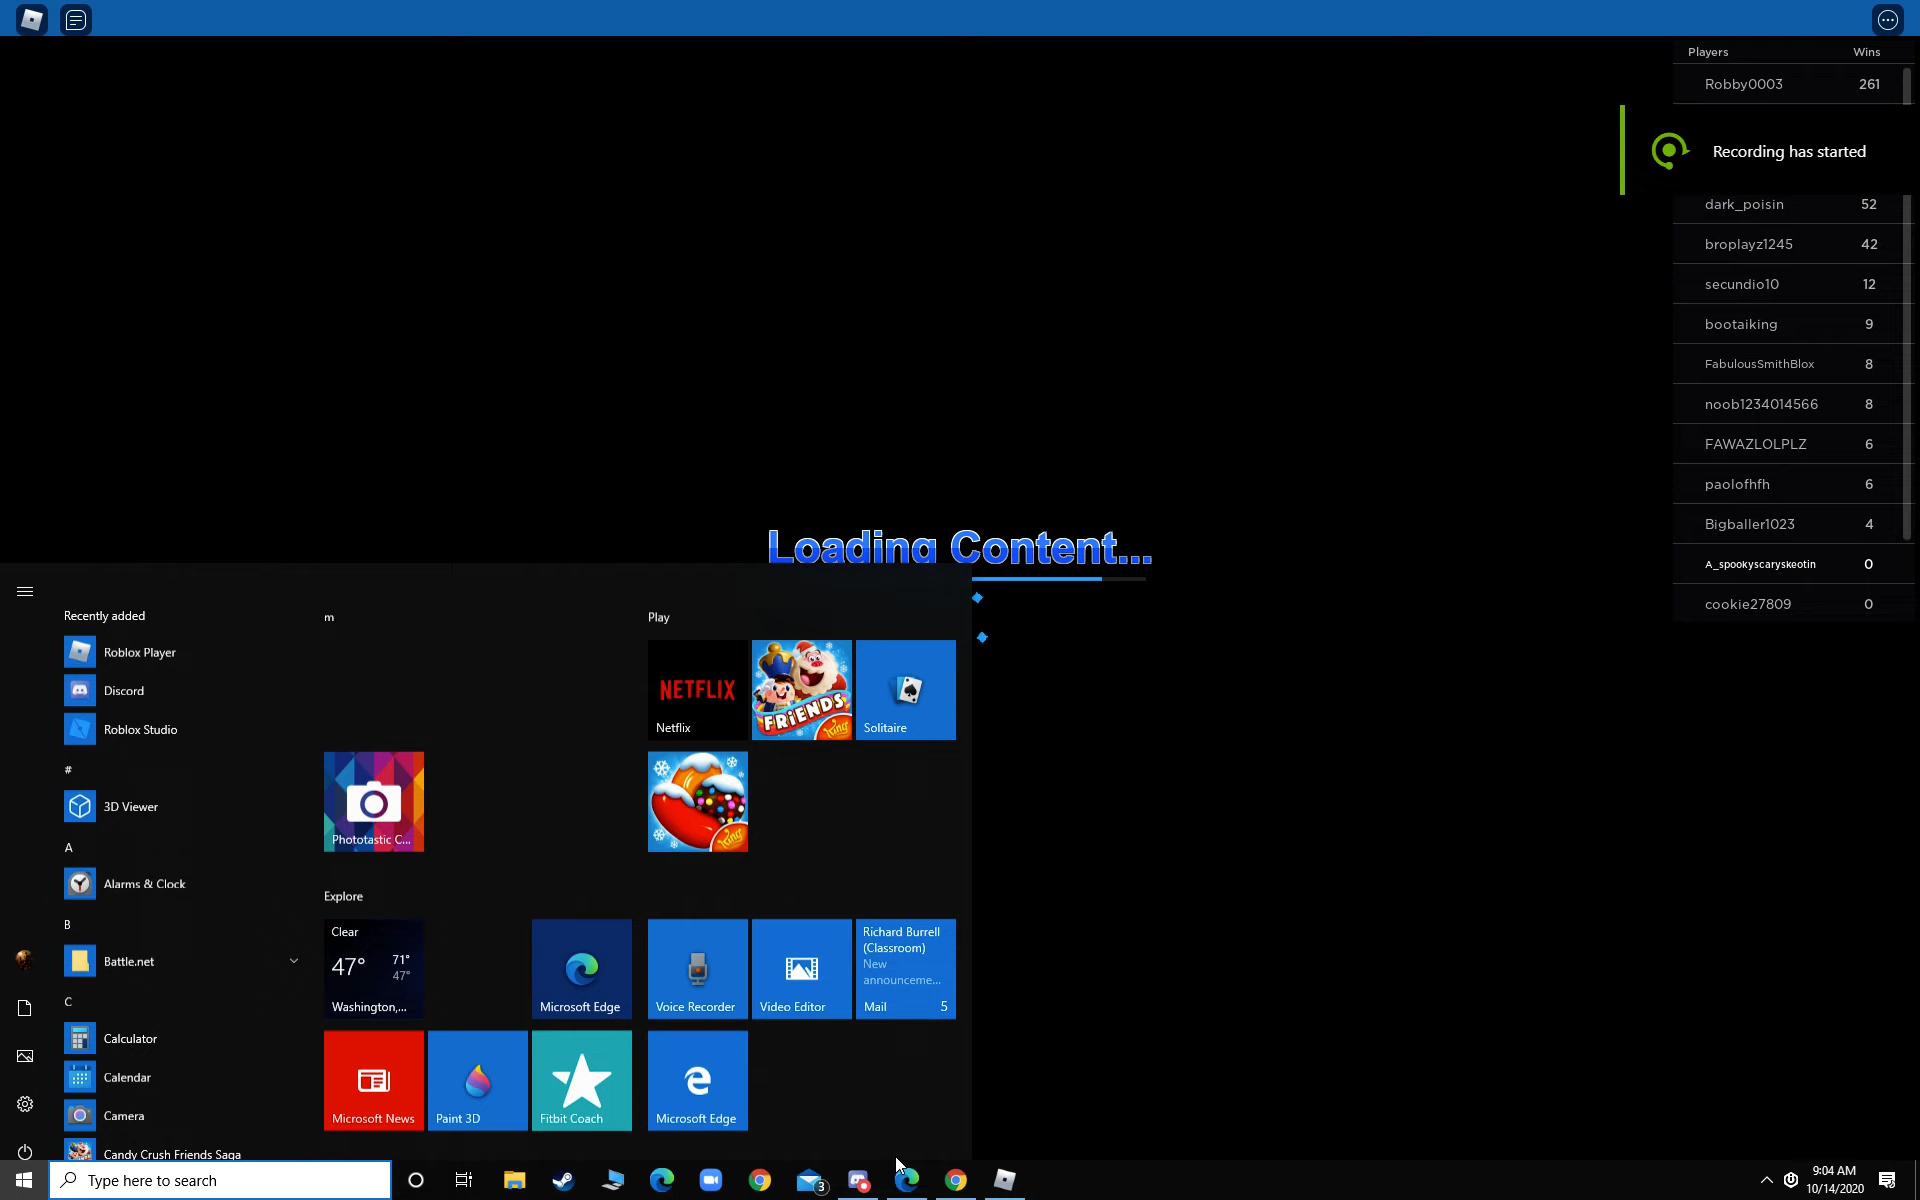 Players Wins
Robby0003 261
Recording has started
dark_poisin 52
broplayz1245 42
secundio10 12
bootaiking 9
FabulousSmithBlox 8
noob1234014566 8
FAWAZLOLPLZ 6
paolofhfh 6
Bigballer1023 4
A_spookyscaryskeotin 0
cookie27809 0
Loading Content...
Recently added
Roblox Player
Discord
Roblox Studio
#
3D Viewer
A
Alarms & Clock
B
Battle.net
C
Calculator
Calendar
Camera
Candy Crush Friends Saga
m
Phototastic C...
Explore
Clear
47° 71°
47°
Washington,...
Microsoft Edge
Microsoft News
Paint 3D
Fitbit Coach
Play
NETFLIX
Netflix
FRIENDS
King
Solitaire
King
Voice Recorder
Video Editor
Richard Burrell
(Classroom)
New
announceme...
Mail 5
Microsoft Edge
Type here to search
3
9:04 AM
10/14/2020